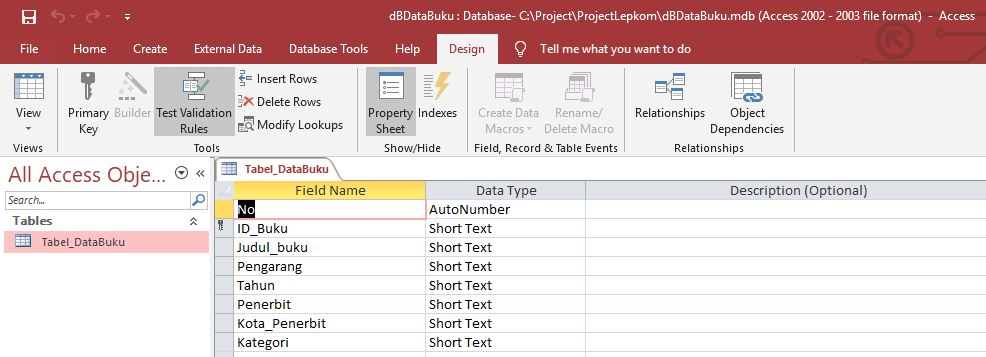 dBDataBuku : Database- C:\Project\ProjectLepkom\dBDataBuku.mdb (Access 2002 - 2003 file format) - Access
File Home Create External Data Database Tools Help Design Tell me what you want to do
View
Primary Key
Builder
Test Validation Rules
Insert Rows
Delete Rows
Modify Lookups
Property Sheet
Indexes
Create Data Macros
Rename/ Delete Macro
Relationships
Object Dependencies
Views Tools Show/Hide Field, Record & Table Events Relationships
All Access Obje...
Search...
Tables
Tabel_DataBuku
Tabel_DataBuku
Field Name Data Type Description (Optional)
No AutoNumber
ID_Buku Short Text
Judul_buku Short Text
Pengarang Short Text
Tahun Short Text
Penerbit Short Text
Kota_Penerbit Short Text
Kategori Short Text